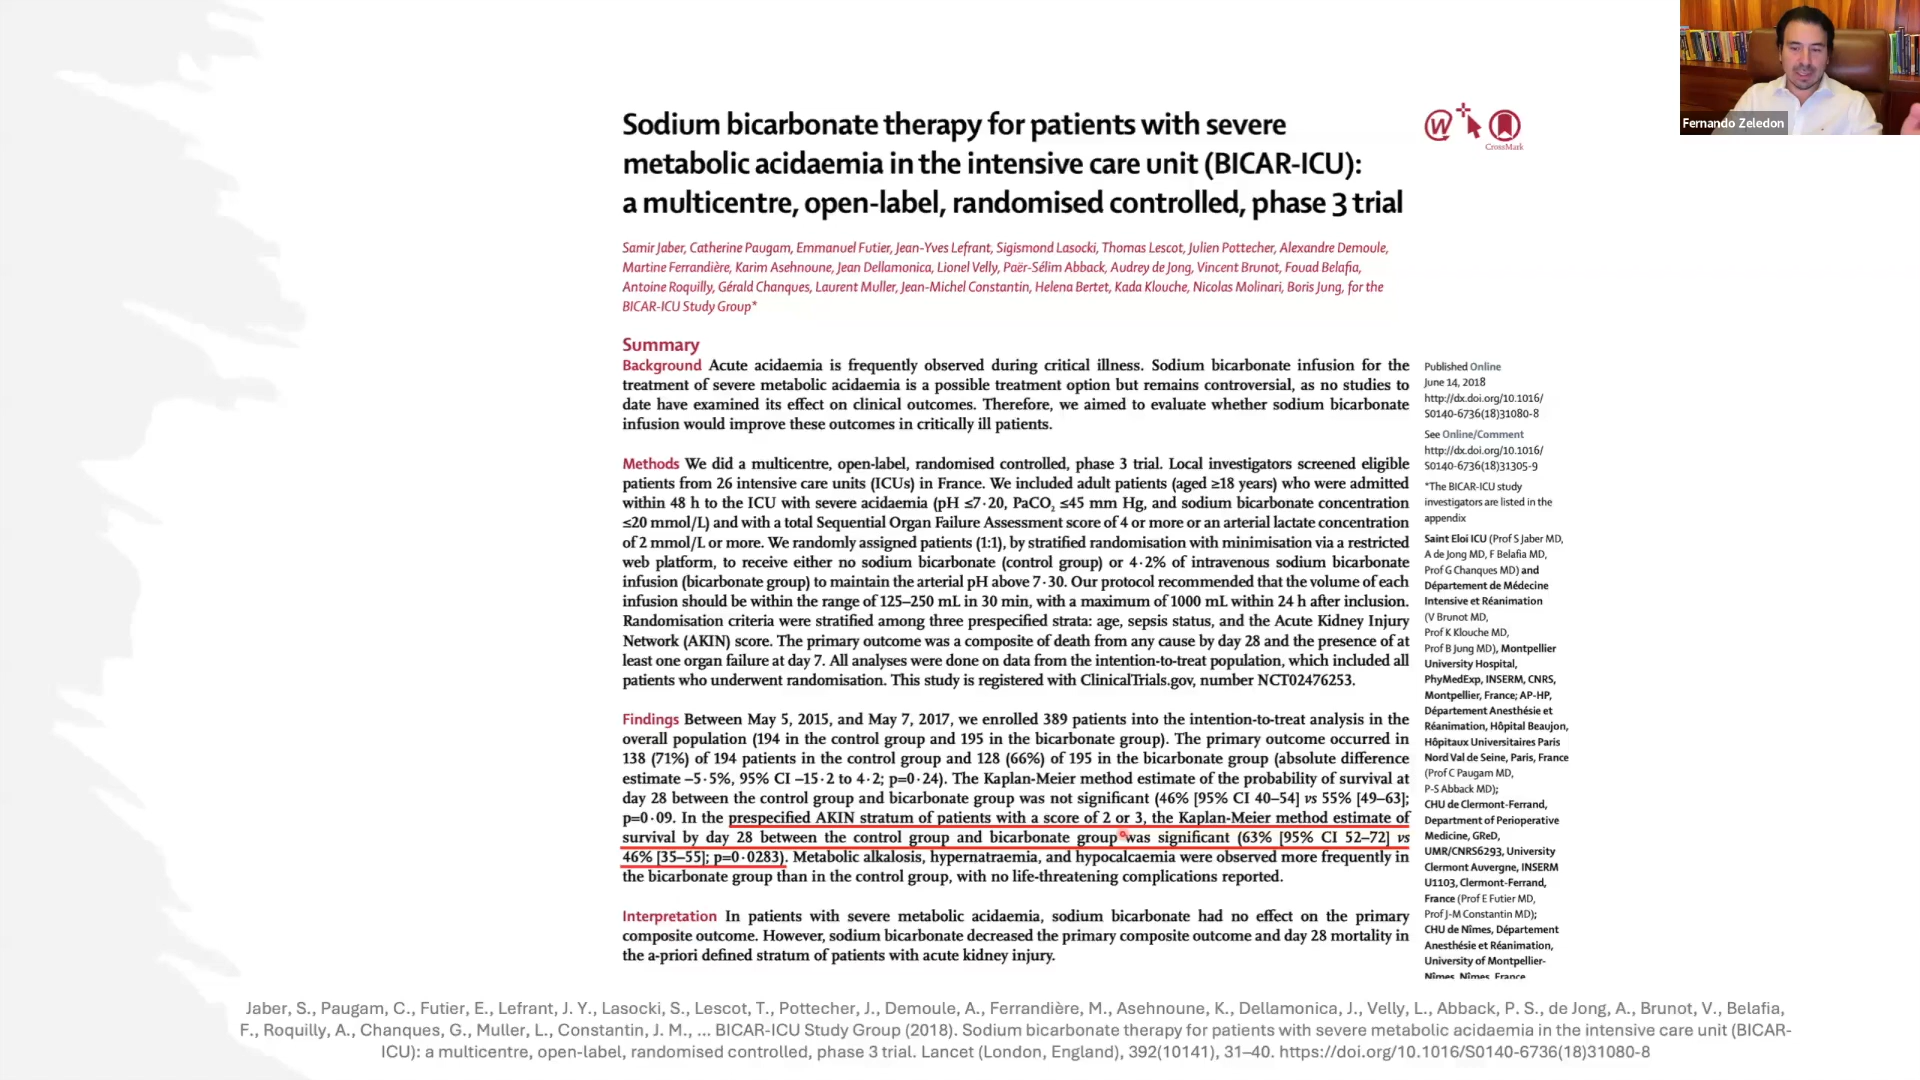 Sodium bicarbonate therapy for patients with severe
metabolic acidaemia in the intensive care unit (BICAR-ICU):
a multicentre, open-label, randomised controlled, phase 3 trial
W
CrossMark
Fernando Zeledon
Samir Jaber, Catherine Paugam, Emmanuel Futier, Jean-Yves Lefrant, Sigismond Lasocki, Thomas Lescot, Julien Pottecher, Alexandre Demoule,
Martine Ferrandière, Karim Asehnoune, Jean Dellamonica, Lionel Velly, Paër-Sélim Abback, Audrey de Jong, Vincent Brunot, Fouad Belafia,
Antoine Roquilly, Gérald Chanques, Laurent Muller, Jean-Michel Constantin, Helena Bertet, Kada Klouche, Nicolas Molinari, Boris Jung, for the
BICAR-ICU Study Group*
Summary
Background Acute acidaemia is frequently observed during critical illness. Sodium bicarbonate infusion for the
treatment of severe metabolic acidaemia is a possible treatment option but remains controversial, as no studies to
date have examined its effect on clinical outcomes. Therefore, we aimed to evaluate whether sodium bicarbonate
infusion would improve these outcomes in critically ill patients.
Methods We did a multicentre, open-label, randomised controlled, phase 3 trial. Local investigators screened eligible
patients from 26 intensive care units (ICUs) in France. We included adult patients (aged ≥18 years) who were admitted
within 48 h to the ICU with severe acidaemia (pH ≤7·20, PaCO₂ ≤45 mm Hg, and sodium bicarbonate concentration
≤20 mmol/L) and with a total Sequential Organ Failure Assessment score of 4 or more or an arterial lactate concentration
of 2 mmol/L or more. We randomly assigned patients (1:1), by stratified randomisation with minimisation via a restricted
web platform, to receive either no sodium bicarbonate (control group) or 4·2% of intravenous sodium bicarbonate
infusion (bicarbonate group) to maintain the arterial pH above 7·30. Our protocol recommended that the volume of each
infusion should be within the range of 125–250 mL in 30 min, with a maximum of 1000 mL within 24 h after inclusion.
Randomisation criteria were stratified among three prespecified strata: age, sepsis status, and the Acute Kidney Injury
Network (AKIN) score. The primary outcome was a composite of death from any cause by day 28 and the presence of at
least one organ failure at day 7. All analyses were done on data from the intention-to-treat population, which included all
patients who underwent randomisation. This study is registered with ClinicalTrials.gov, number NCT02476253.
Findings Between May 5, 2015, and May 7, 2017, we enrolled 389 patients into the intention-to-treat analysis in the
overall population (194 in the control group and 195 in the bicarbonate group). The primary outcome occurred in
138 (71%) of 194 patients in the control group and 128 (66%) of 195 in the bicarbonate group (absolute difference
estimate –5·5%, 95% CI –15·2 to 4·2; p=0·24). The Kaplan-Meier method estimate of the probability of survival at
day 28 between the control group and bicarbonate group was not significant (46% [95% CI 40–54] vs 55% [49–63];
p=0·09. In the prespecified AKIN stratum of patients with a score of 2 or 3, the Kaplan-Meier method estimate of
survival by day 28 between the control group and bicarbonate group was significant (63% [95% CI 52–72] vs
46% [35–55]; p=0·0283). Metabolic alkalosis, hypernatraemia, and hypocalcaemia were observed more frequently in
the bicarbonate group than in the control group, with no life-threatening complications reported.
Interpretation In patients with severe metabolic acidaemia, sodium bicarbonate had no effect on the primary
composite outcome. However, sodium bicarbonate decreased the primary composite outcome and day 28 mortality in
the a-priori defined stratum of patients with acute kidney injury.
Published Online
June 14, 2018
http://dx.doi.org/10.1016/
S0140-6736(18)31080-8
See Online/Comment
http://dx.doi.org/10.1016/
S0140-6736(18)31305-9
*The BICAR-ICU study
investigators are listed in the
appendix
Saint Eloi ICU (Prof S Jaber MD,
A de Jong MD, F Belafia MD,
Prof G Chanques MD) and
Département de Médecine
Intensive et Réanimation
(V Brunot MD,
Prof K Klouche MD,
Prof B Jung MD), Montpellier
University Hospital,
PhyMedExp, INSERM, CNRS,
Montpellier, France; AP-HP,
Département Anesthésie et
Réanimation, Hôpital Beaujon,
Hôpitaux Universitaires Paris
Nord Val de Seine, Paris, France
(Prof C Paugam MD,
P-S Abback MD);
CHU de Clermont-Ferrand,
Department of Perioperative
Medicine, GReD,
UMR/CNRS6293, University
Clermont Auvergne, INSERM
U1103, Clermont-Ferrand,
France (Prof E Futier MD,
Prof J-M Constantin MD);
CHU de Nîmes, Département
Anesthésie et Réanimation,
University of Montpellier-
Nîmes, Nîmes, France
Jaber, S., Paugam, C., Futier, E., Lefrant, J. Y., Lasocki, S., Lescot, T., Pottecher, J., Demoule, A., Ferrandière, M., Asehnoune, K., Dellamonica, J., Velly, L., Abback, P. S., de Jong, A., Brunot, V., Belafia,
F., Roquilly, A., Chanques, G., Muller, L., Constantin, J. M., ... BICAR-ICU Study Group (2018). Sodium bicarbonate therapy for patients with severe metabolic acidaemia in the intensive care unit (BICAR-
ICU): a multicentre, open-label, randomised controlled, phase 3 trial. Lancet (London, England), 392(10141), 31–40. https://doi.org/10.1016/S0140-6736(18)31080-8